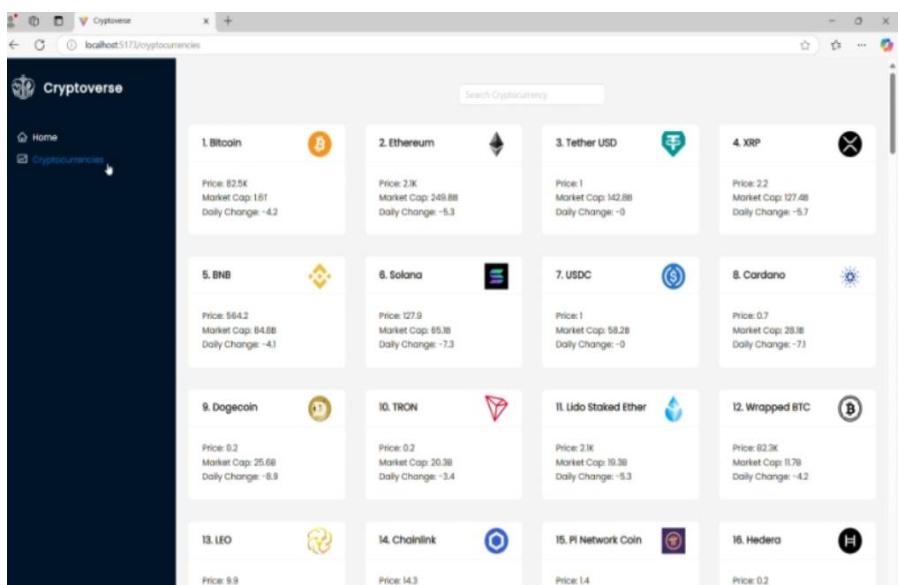 Cryptoverse
localhost:5173/cryptocurrencies
Cryptoverse
Home
Cryptocurrencies
Search Cryptocurrency
1. Bitcoin
Price: 82.5K
Market Cap: 1.6T
Daily Change: -4.2
2. Ethereum
Price: 2.1K
Market Cap: 249.8B
Daily Change: -5.3
3. Tether USD
Price: 1
Market Cap: 142.8B
Daily Change: -0
4. XRP
Price: 2.2
Market Cap: 127.4B
Daily Change: -5.7
5. BNB
Price: 564.2
Market Cap: 84.8B
Daily Change: -4.1
6. Solana
Price: 127.9
Market Cap: 65.1B
Daily Change: -7.3
7. USDC
Price: 1
Market Cap: 58.2B
Daily Change: -0
8. Cardano
Price: 0.7
Market Cap: 28.1B
Daily Change: -7.1
9. Dogecoin
Price: 0.2
Market Cap: 25.6B
Daily Change: -8.9
10. TRON
Price: 0.2
Market Cap: 20.3B
Daily Change: -3.4
11. Lido Staked Ether
Price: 2.1K
Market Cap: 19.3B
Daily Change: -5.3
12. Wrapped BTC
Price: 82.3K
Market Cap: 11.7B
Daily Change: -4.2
13. LEO
Price: 9.9
14. Chainlink
Price: 14.3
15. Pi Network Coin
Price: 1.4
16. Hedera
Price: 0.2